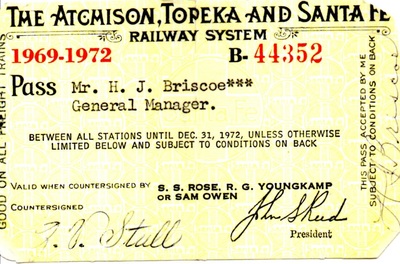 THE ATCHISON, TOPEKA AND SANTA FE
RAILWAY SYSTEM
1969-1972 B-44352
Pass Mr. H. J. Briscoe***
General Manager.
BETWEEN ALL STATIONS UNTIL DEC. 31, 1972, UNLESS OTHERWISE
LIMITED BELOW AND SUBJECT TO CONDITIONS ON BACK
VALID WHEN COUNTERSIGNED BY S. S. ROSE, R. G. YOUNGKAMP
OR SAM OWEN
COUNTERSIGNED
John S Reed
President
GOOD ON ALL FREIGHT TRAINS
THIS PASS ACCEPTED BY ME
SUBJECT TO CONDITIONS ON BACK
Briscoe